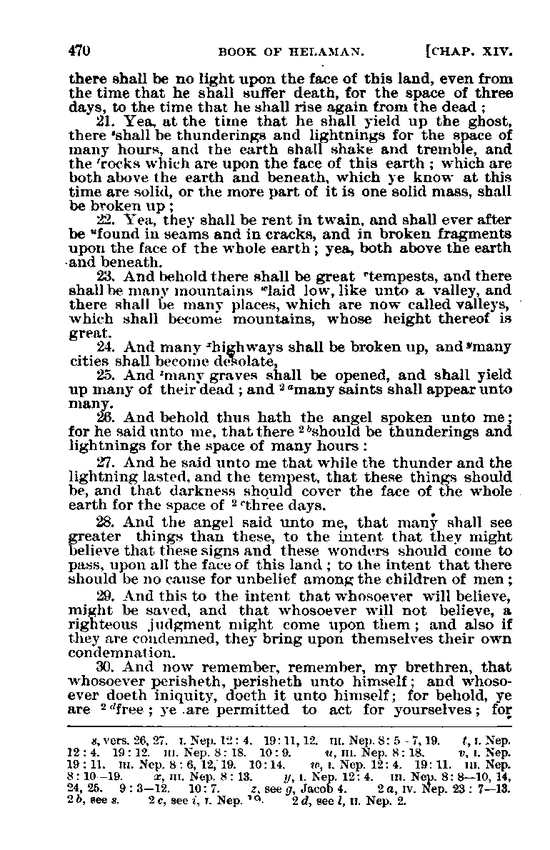 470 BOOK OF HELAMAN. [CHAP. XIV.
there shall be no light upon the face of this land, even from
the time that he shall suffer death, for the space of three
days, to the time that he shall rise again from the dead ;
21. Yea, at the time that he shall yield up the ghost,
there ˢshall be thunderings and lightnings for the space of
many hours, and the earth shall shake and tremble, and
the ᵗrocks which are upon the face of this earth ; which are
both above the earth and beneath, which ye know at this
time are solid, or the more part of it is one solid mass, shall
be broken up ;
22. Yea, they shall be rent in twain, and shall ever after
be ᵘfound in seams and in cracks, and in broken fragments
upon the face of the whole earth ; yea, both above the earth
and beneath.
23. And behold there shall be great ᵛtempests, and there
shall be many mountains ʷlaid low, like unto a valley, and
there shall be many places, which are now called valleys,
which shall become mountains, whose height thereof is
great.
24. And many ˣhighways shall be broken up, and ʸmany
cities shall become desolate,
25. And ᶻmany graves shall be opened, and shall yield
up many of their dead ; and ²ᵃmany saints shall appear unto
many.
26. And behold thus hath the angel spoken unto me ;
for he said unto me, that there ²ᵇshould be thunderings and
lightnings for the space of many hours :
27. And he said unto me that while the thunder and the
lightning lasted, and the tempest, that these things should
be, and that darkness should cover the face of the whole
earth for the space of ²ᶜthree days.
28. And the angel said unto me, that many shall see
greater things than these, to the intent that they might
believe that these signs and these wonders should come to
pass, upon all the face of this land ; to the intent that there
should be no cause for unbelief among the children of men ;
29. And this to the intent that whosoever will believe,
might be saved, and that whosoever will not believe, a
righteous judgment might come upon them ; and also if
they are condemned, they bring upon themselves their own
condemnation.
30. And now remember, remember, my brethren, that
whosoever perisheth, perisheth unto himself ; and whoso-
ever doeth iniquity, doeth it unto himself ; for behold, ye
are ²ᵈfree ; ye are permitted to act for yourselves ; for
s, vers. 26, 27. I. Nep. 12 : 4. 19 : 11, 12. III. Nep. 8 : 5-7, 19. t, I. Nep.
12 : 4. 19 : 12. III. Nep. 8 : 18. 10 : 9. u, III. Nep. 8 : 18. v, I. Nep.
19 : 11. III. Nep. 8 : 6, 12, 19. 10 : 14. w, I. Nep. 12 : 4. 19 : 11. III. Nep.
8 : 10-19. x, III. Nep. 8 : 13. y, I. Nep. 12 : 4. III. Nep. 8 : 8—10, 14,
24, 25. 9 : 3—12. 10 : 7. z, see g, Jacob 4. 2 a, IV. Nep. 23 : 7—13.
2 b, see s. 2 c, see i, I. Nep. 2 d, see l, II. Nep. 2.